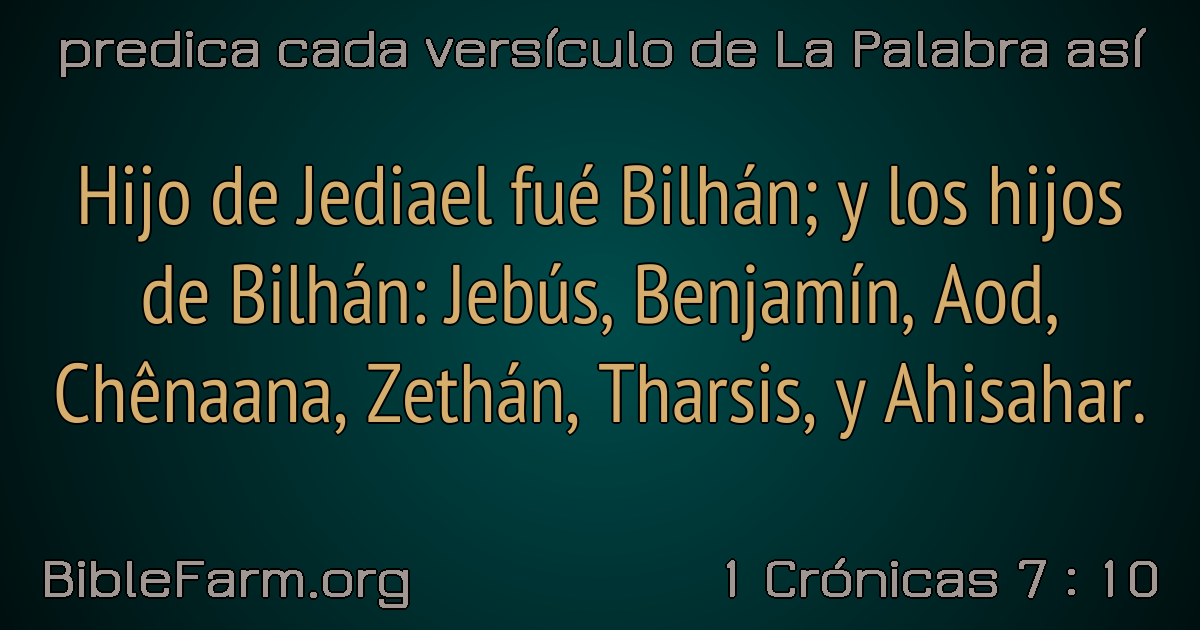 predica cada versículo de La Palabra así
Hijo de Jediael fué Bilhán; y los hijos
de Bilhán: Jebús, Benjamín, Aod,
Chênaana, Zethán, Tharsis, y Ahisahar.
BibleFarm.org
1 Crónicas 7 : 10